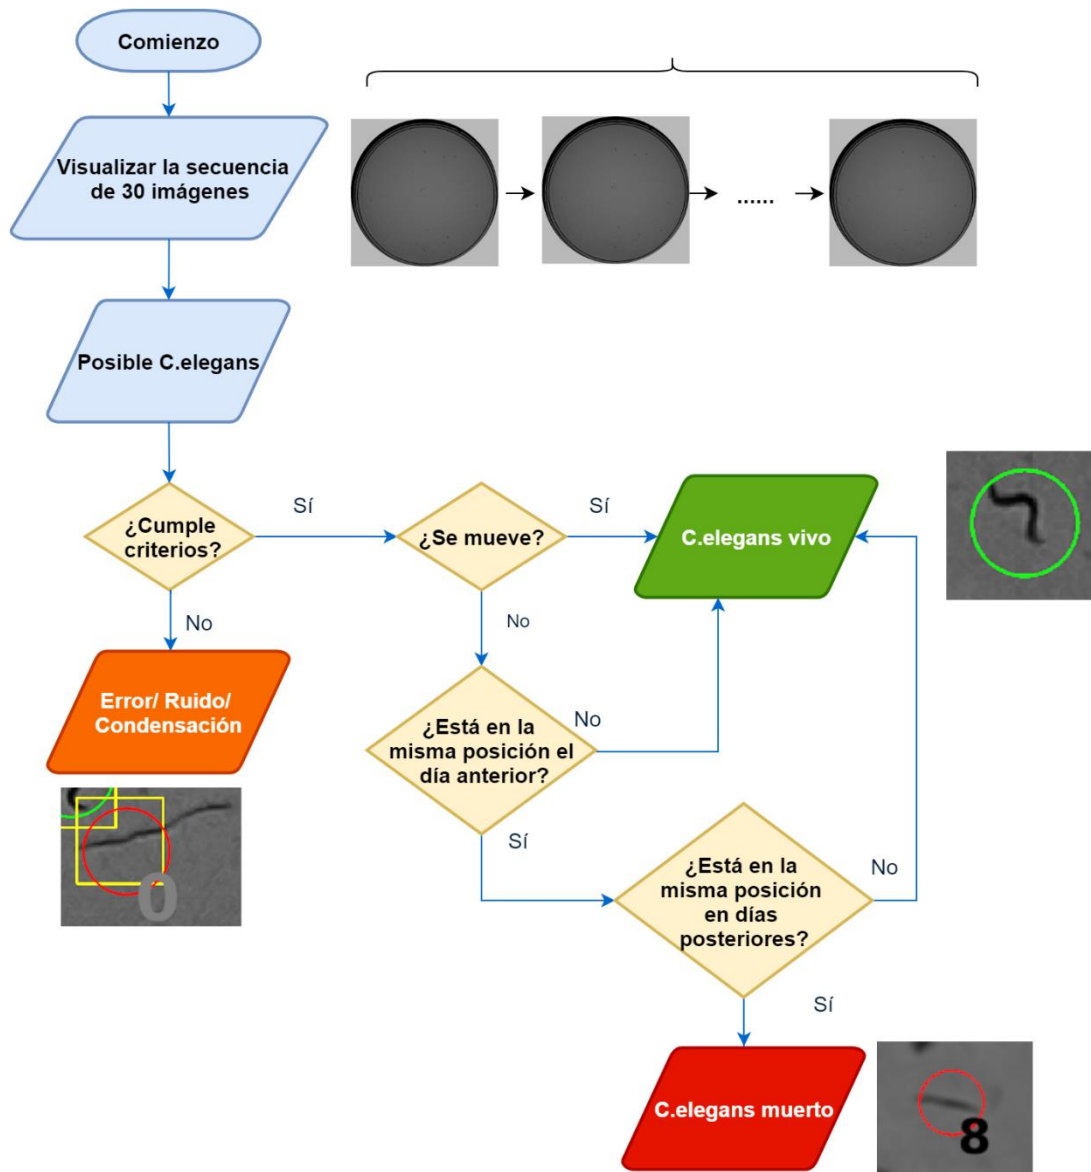 Comienzo
Visualizar la secuencia
de 30 imágenes
......
Posible C.elegans
¿Cumple
criterios?
Sí
¿Se mueve?
Sí
C.elegans vivo
No
No
Error/ Ruido/
Condensación
¿Está en la
misma posición el
día anterior?
No
Sí
0
¿Está en la
misma posición
en días
posteriores?
No
Sí
C.elegans muerto
8